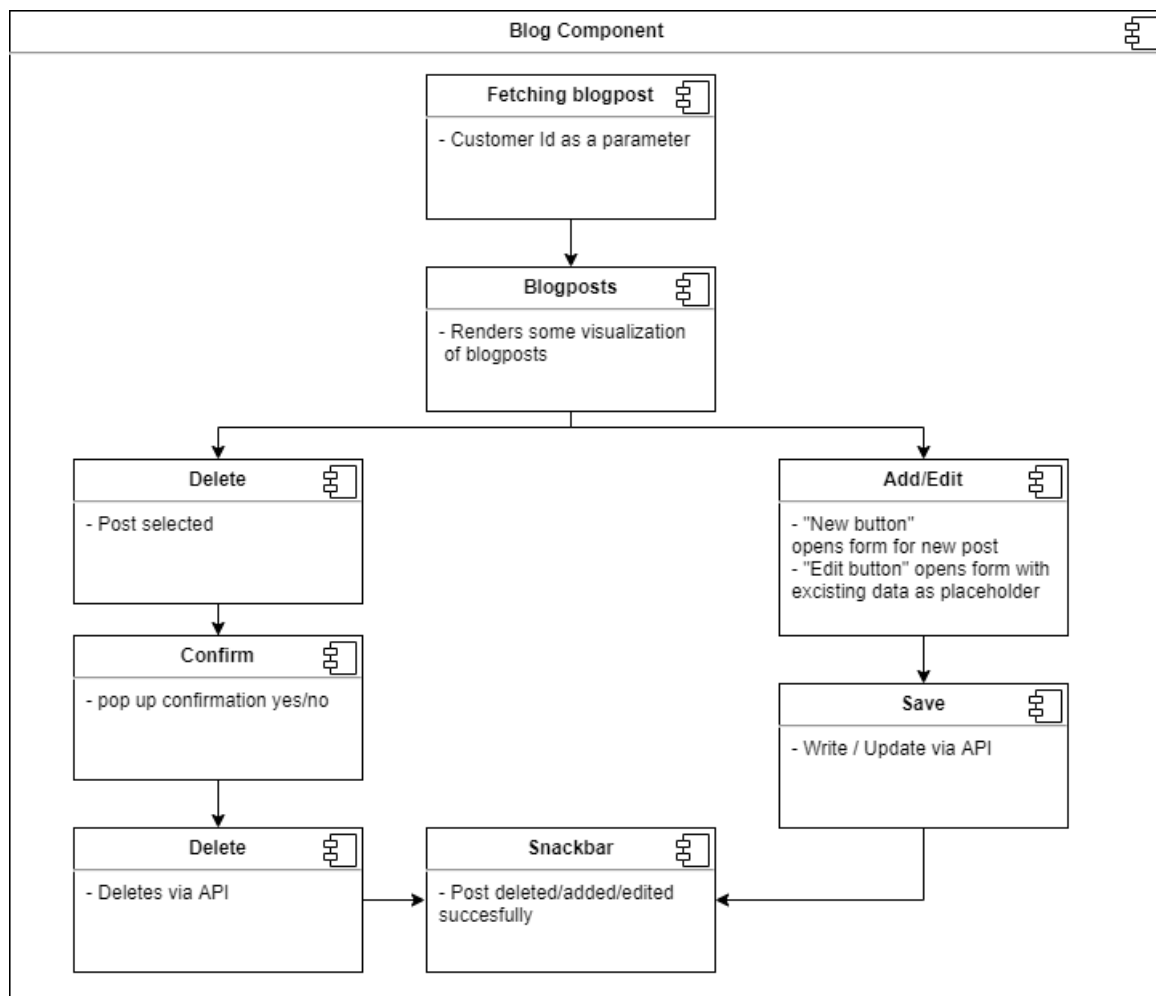 Blog Component
Fetching blogpost
- Customer Id as a parameter
Blogposts
- Renders some visualization
of blogposts
Delete
- Post selected
Add/Edit
- "New button"
opens form for new post
- "Edit button" opens form with
excisting data as placeholder
Confirm
- pop up confirmation yes/no
Save
- Write / Update via API
Delete
- Deletes via API
Snackbar
- Post deleted/added/edited
succesfully